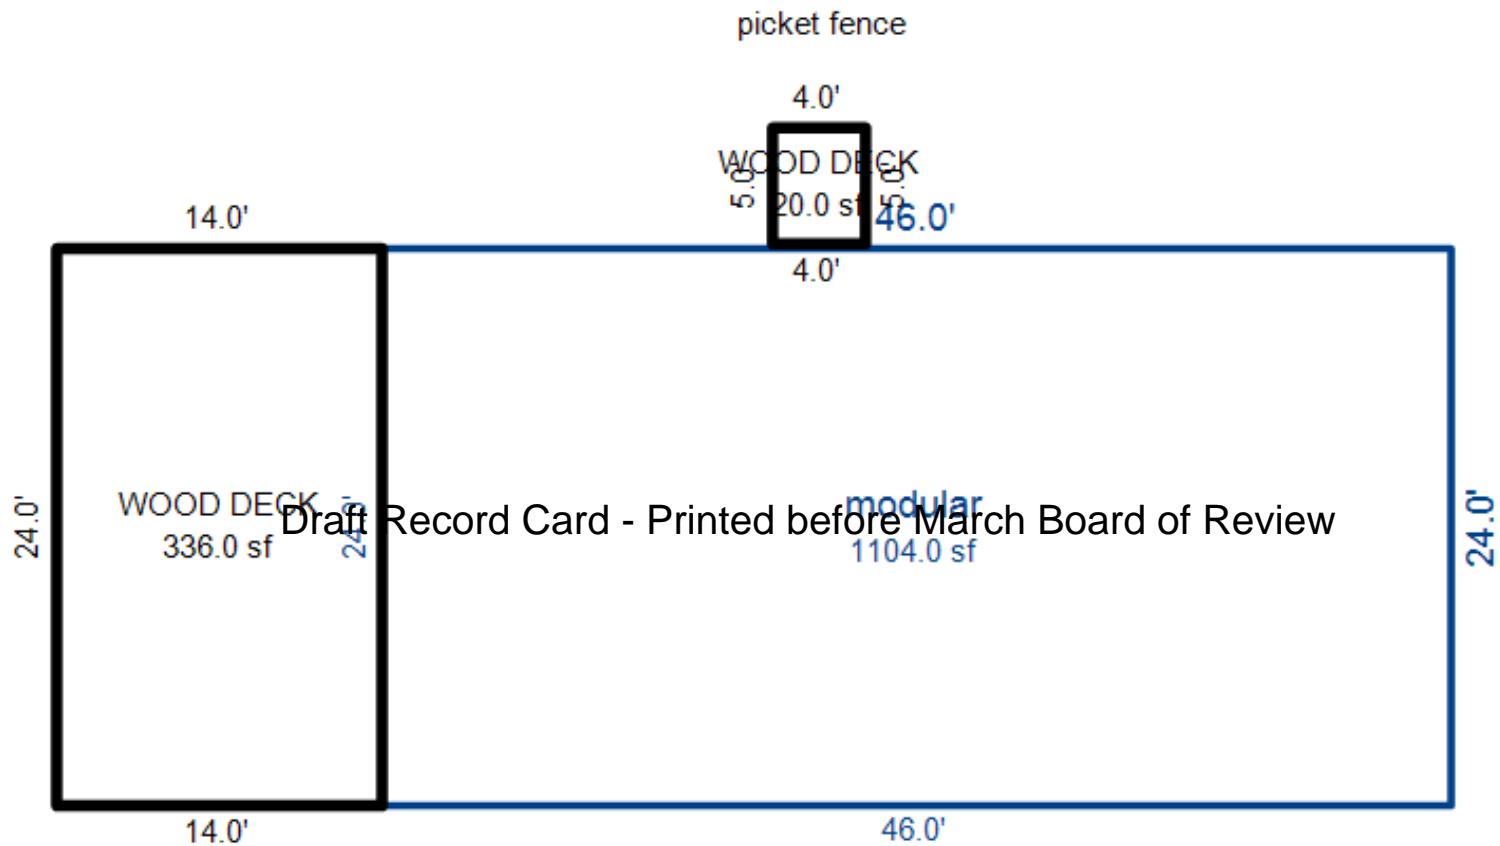 picket fence
4.0'
WOOD DECK
5.0'
20.0 sf
5.0'
46.0'
14.0'
4.0'
24.0'
WOOD DECK
336.0 sf
24.0'
modular
1104.0 sf
24.0'
Draft Record Card - Printed before March Board of Review
14.0'
46.0'